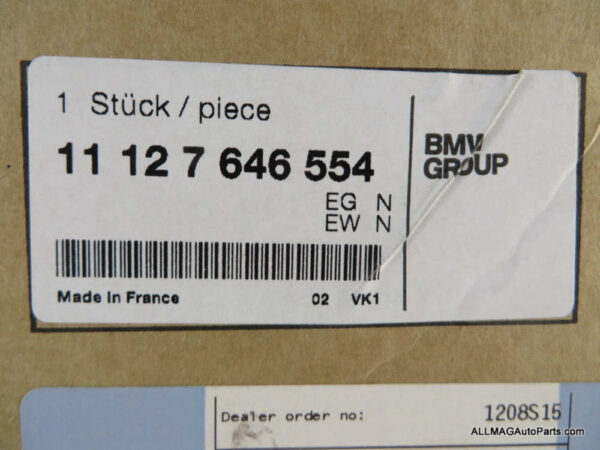 1 Stück / piece
11 12 7 646 554
EG N
EW N
Made in France 02 VK1
BMW
GROUP
Dealer order no: 1208S15
ALLMAGAutoParts.com